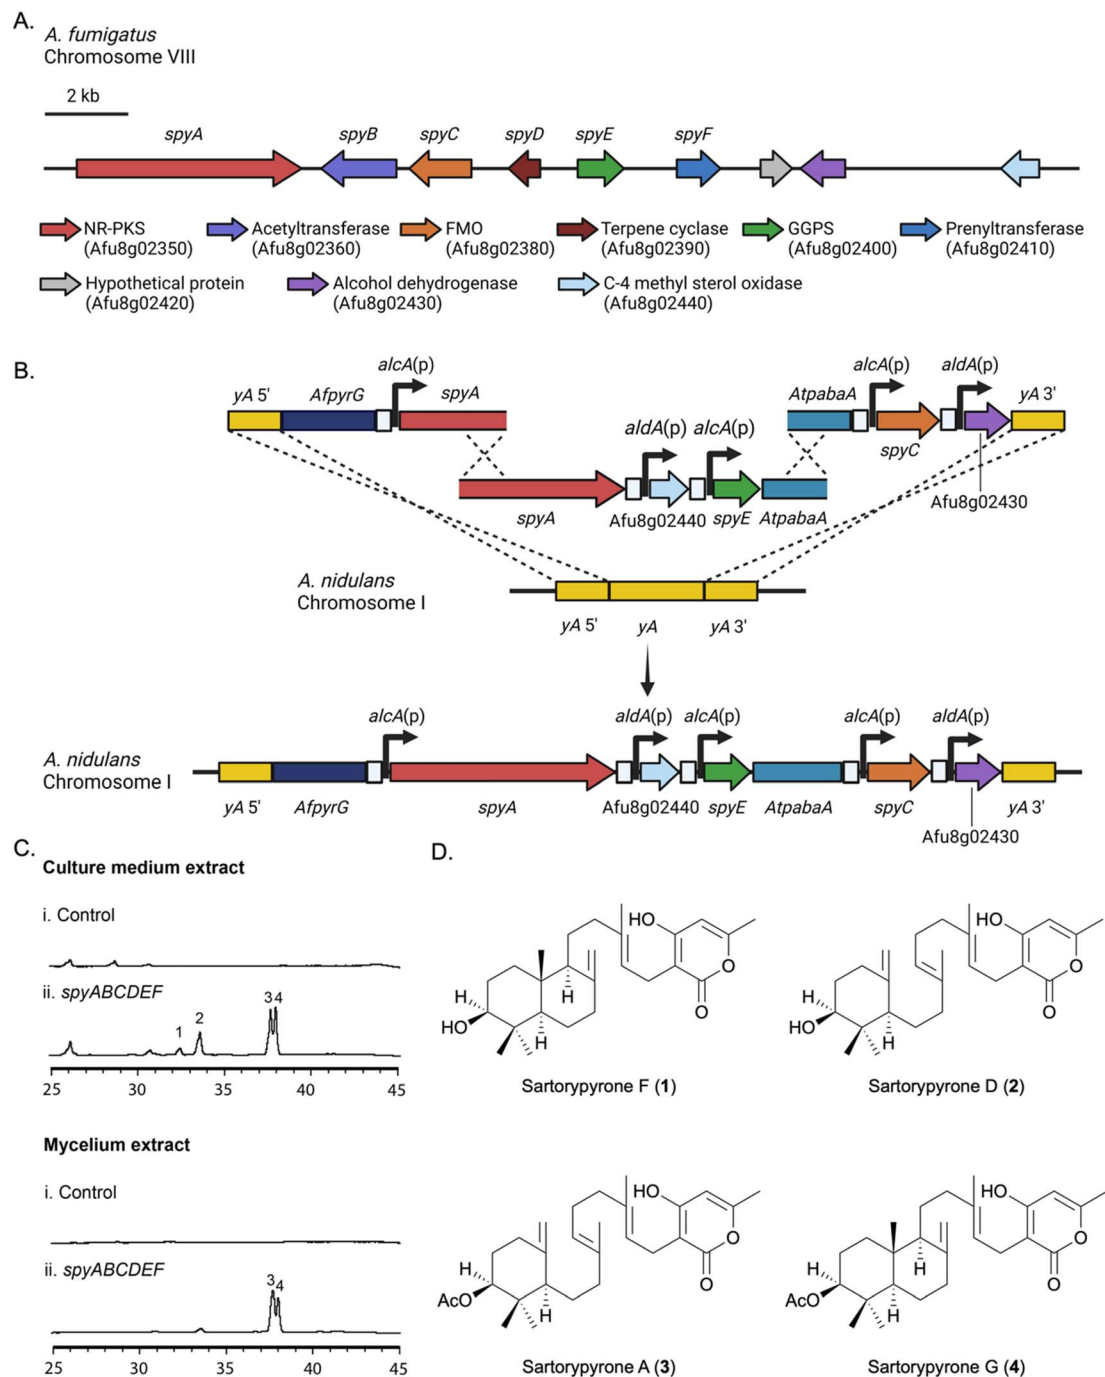 A.
A. fumigatus
Chromosome VIII
2 kb
spyA spyB spyC spyD spyE spyF
NR-PKS Acetyltransferase FMO Terpene cyclase GGPS Prenyltransferase
(Afu8g02350) (Afu8g02360) (Afu8g02380) (Afu8g02390) (Afu8g02400) (Afu8g02410)
Hypothetical protein Alcohol dehydrogenase C-4 methyl sterol oxidase
(Afu8g02420) (Afu8g02430) (Afu8g02440)
B.
alcA(p) alcA(p) aldA(p)
yA 5' AfpyrG spyA AtpabaA yA 3'
aldA(p) alcA(p)
spyC
Afu8g02430
spyA Afu8g02440 spyE AtpabaA
A. nidulans
Chromosome I
yA 5' yA yA 3'
alcA(p) aldA(p) alcA(p) alcA(p) aldA(p)
A. nidulans
Chromosome I
yA 5' AfpyrG spyA Afu8g02440 spyE AtpabaA spyC yA 3'
Afu8g02430
C.
Culture medium extract
i. Control
ii. spyABCDEF
1 2 3 4
25 30 35 40 45
Mycelium extract
i. Control
ii. spyABCDEF
3 4
25 30 35 40 45
D.
HO
O
O
H
H
H
HO
Sartorypyrone F (1)
HO
O
O
H
H
HO
Sartorypyrone D (2)
HO
O
O
H
H
AcO
Sartorypyrone A (3)
HO
O
O
H
H
H
AcO
Sartorypyrone G (4)